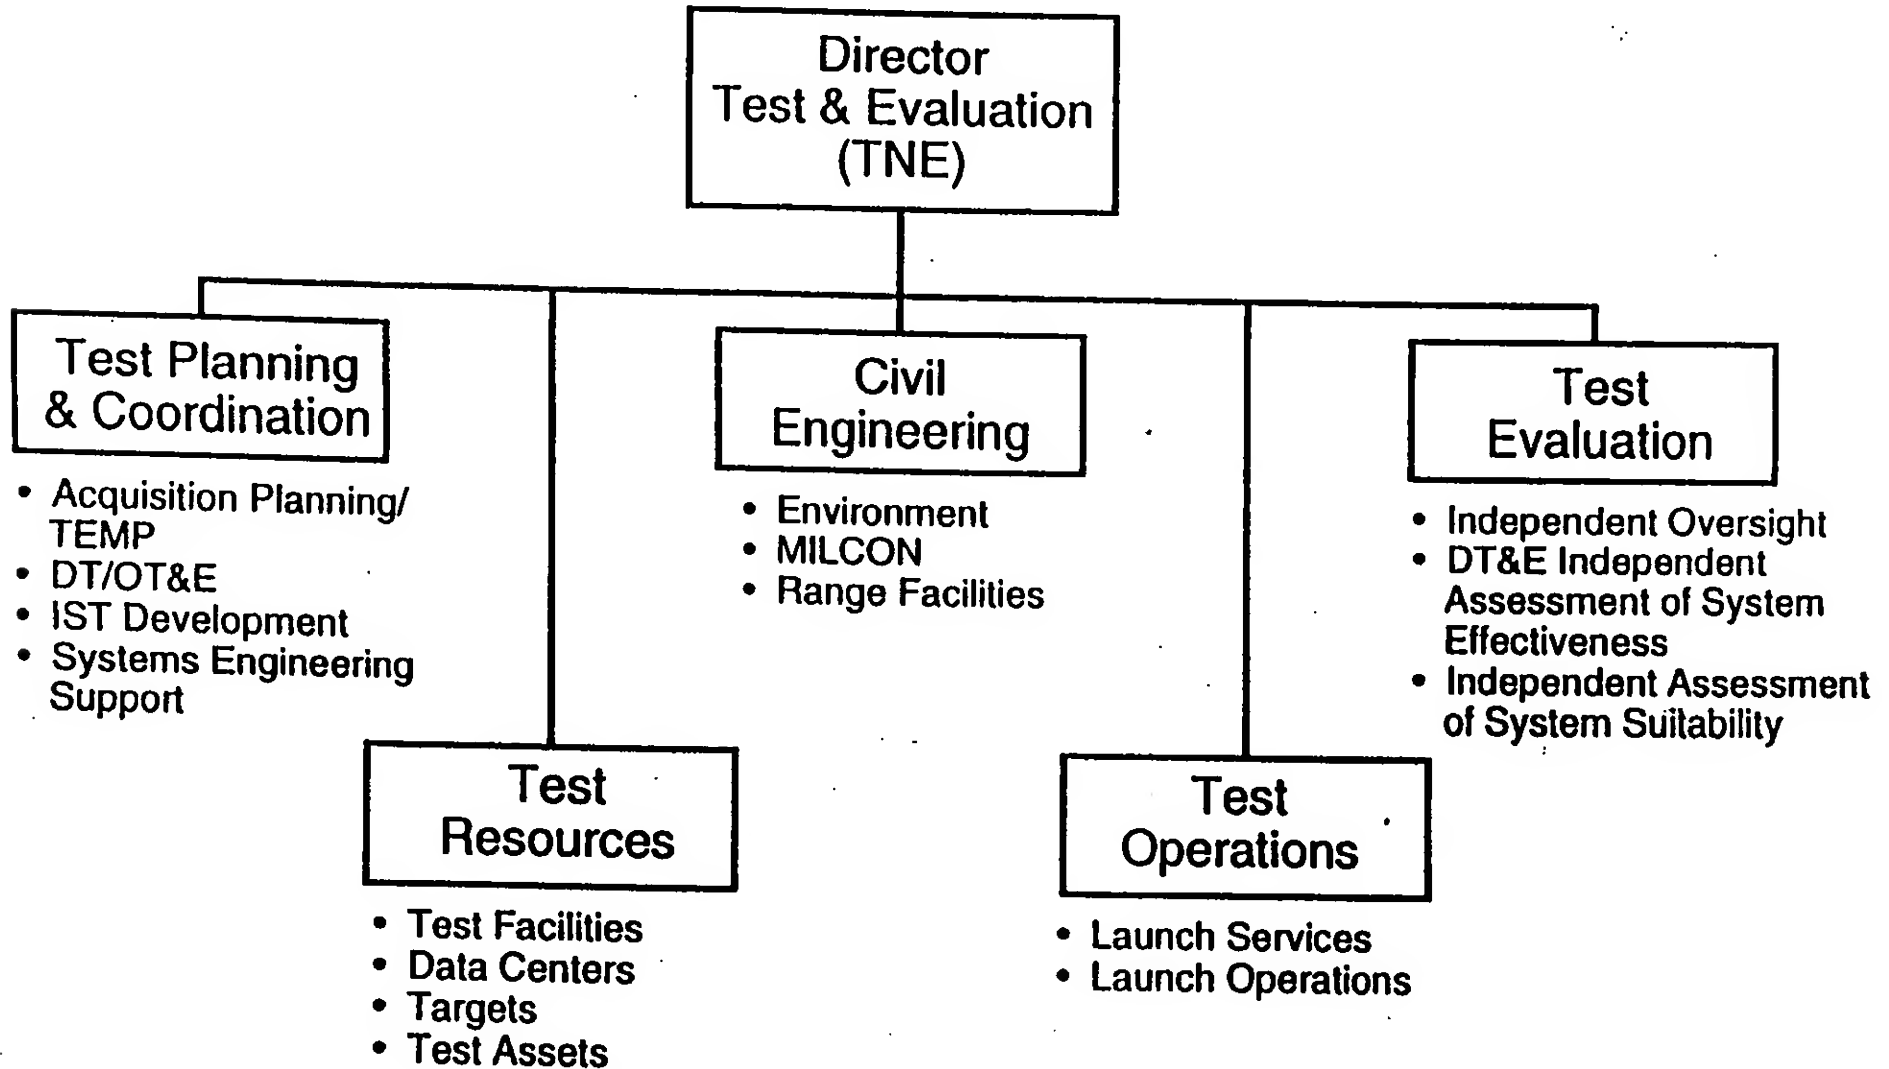 Director
Test & Evaluation
(TNE)
Test Planning
& Coordination
• Acquisition Planning/
TEMP
• DT/OT&E
• IST Development
• Systems Engineering
Support
Civil
Engineering
• Environment
• MILCON
• Range Facilities
Test
Evaluation
• Independent Oversight
• DT&E Independent
Assessment of System
Effectiveness
• Independent Assessment
of System Suitability
Test
Resources
• Test Facilities
• Data Centers
• Targets
• Test Assets
Test
Operations
• Launch Services
• Launch Operations